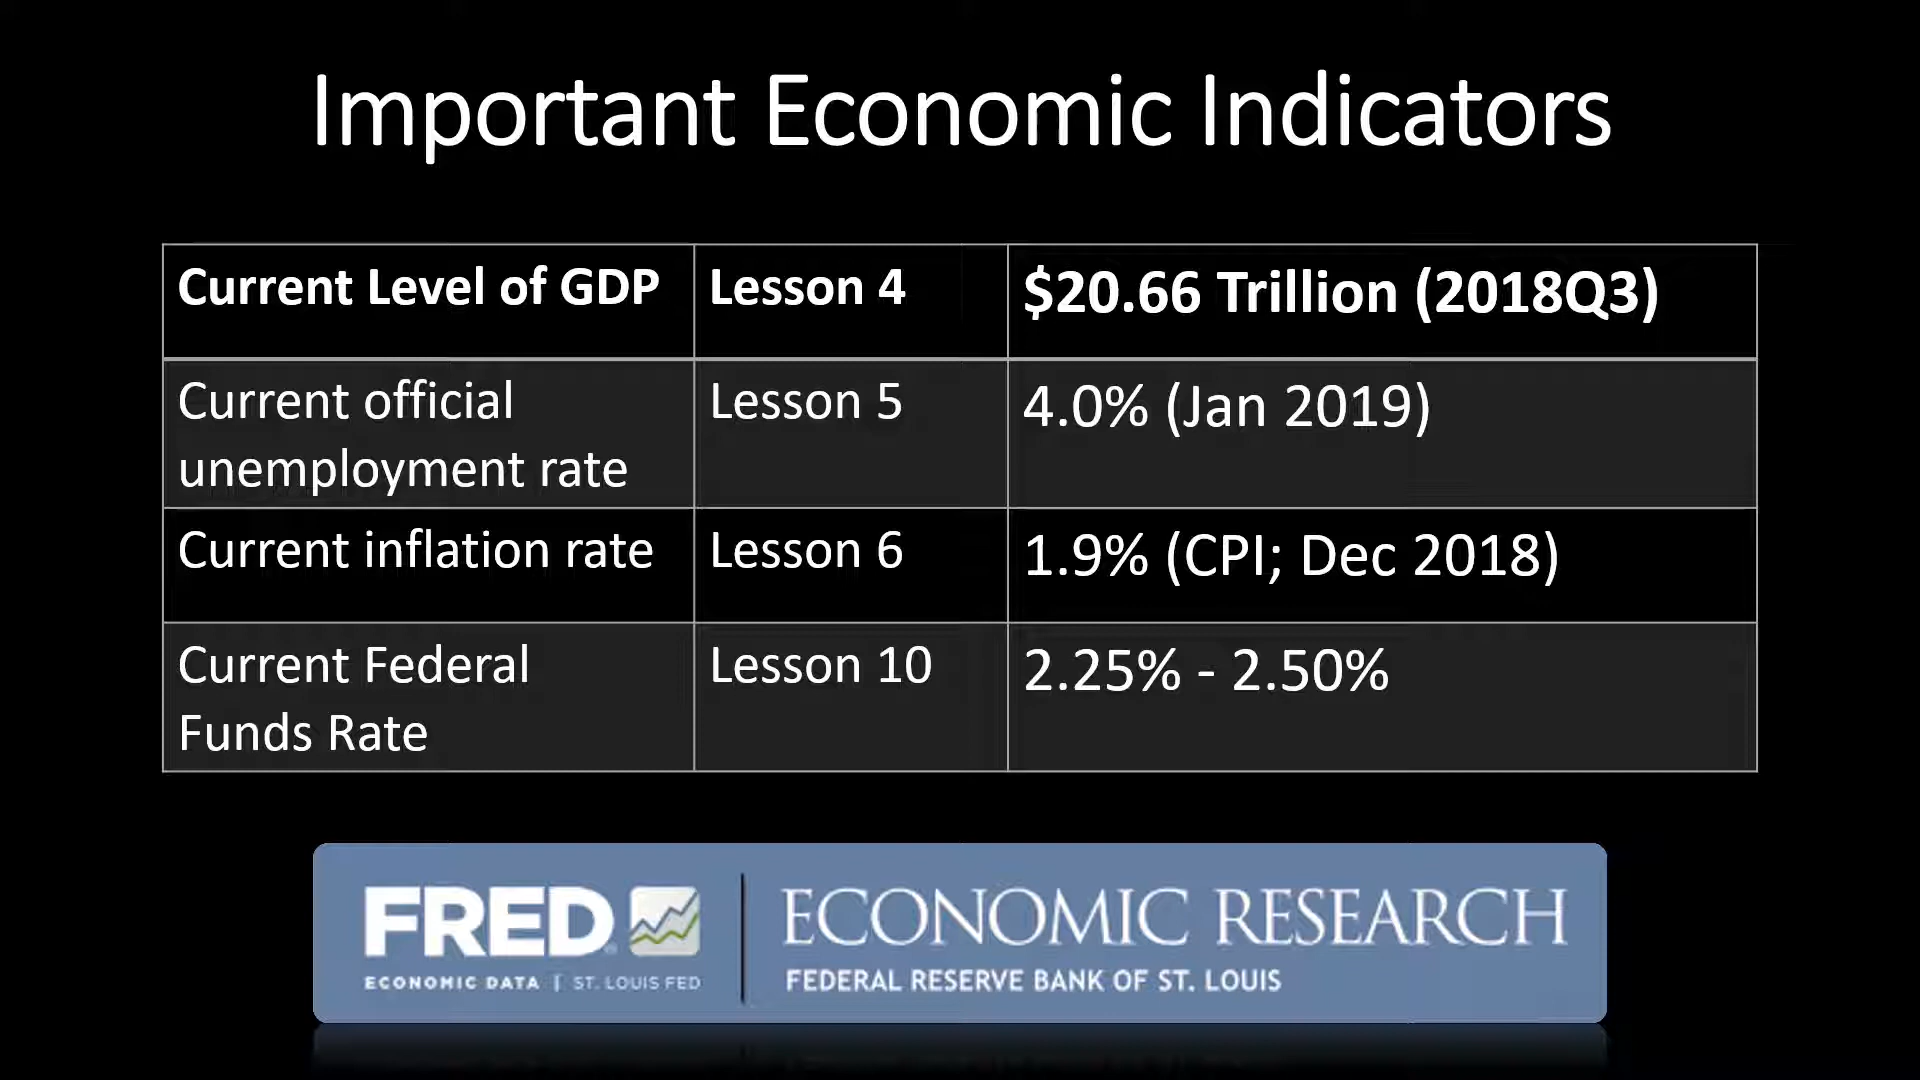 Important Economic Indicators
Current Level of GDP
Lesson 4
$20.66 Trillion (2018Q3)
Current official
unemployment rate
Lesson 5
4.0% (Jan 2019)
Current inflation rate
Lesson 6
1.9% (CPI; Dec 2018)
Current Federal
Funds Rate
Lesson 10
2.25% - 2.50%
FRED
ECONOMIC DATA | ST. LOUIS FED
ECONOMIC RESEARCH
FEDERAL RESERVE BANK OF ST. LOUIS